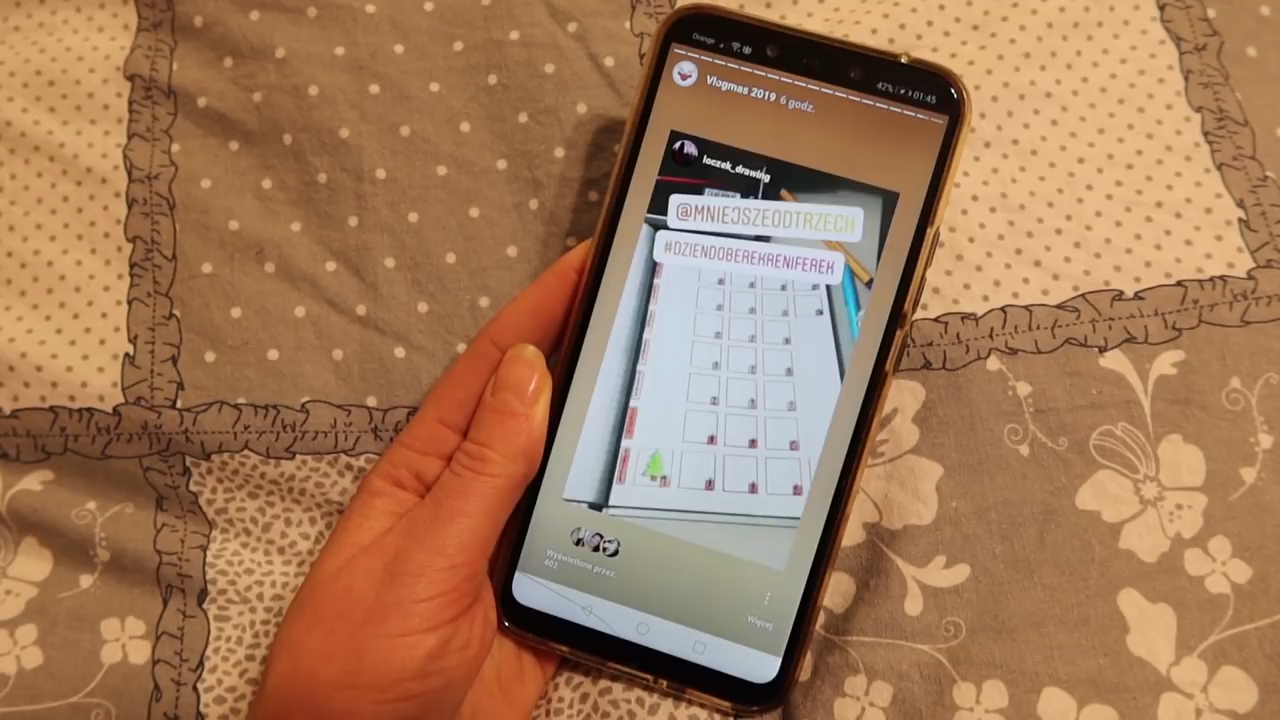 Orange
42% 01:45
Vlogmas 2019 6 godz.
loczek_drawing
@MNIEJSZEODTRZECH
#DZIENDOBEREKRENIFEREK
Wyświetlone przez:
402
Więcej